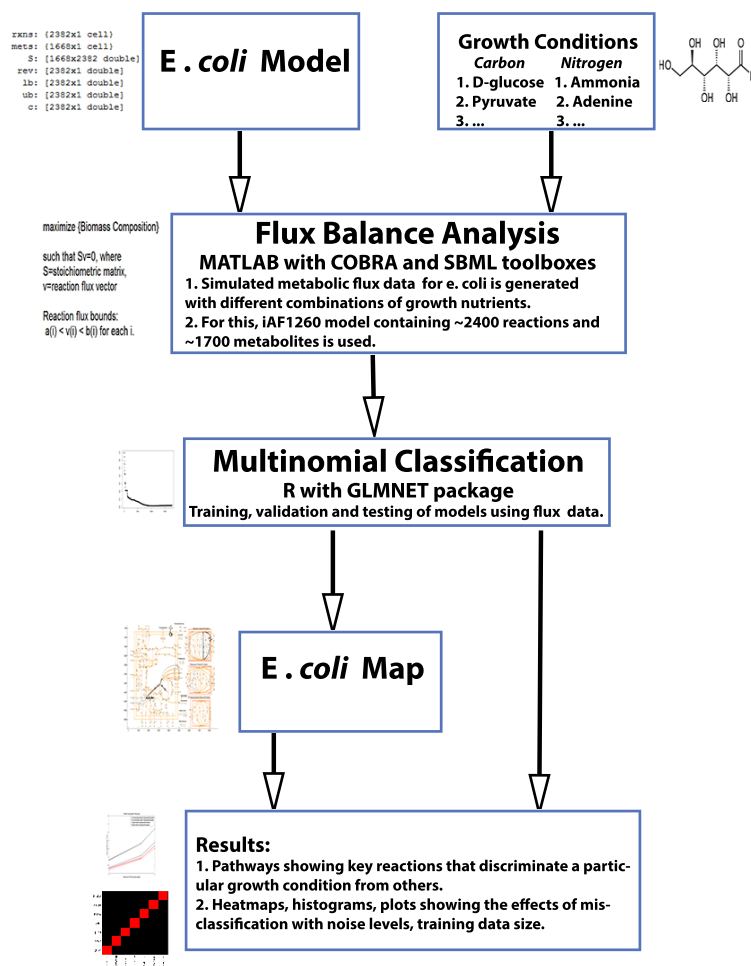 rxns: {2382x1 cell}
mets: {1668x1 cell}
S: [1668x2382 double]
rev: [2382x1 double]
lb: [2382x1 double]
ub: [2382x1 double]
c: [2382x1 double]
E . coli Model
Growth Conditions
Carbon Nitrogen
1. D-glucose 1. Ammonia
2. Pyruvate 2. Adenine
3. ... 3. ...
OH OH O
HO
OH OH
maximize {Biomass Composition}
such that Sv=0, where
S=stoichiometric matrix,
v=reaction flux vector
Reaction flux bounds:
a(i) < v(i) < b(i) for each i.
Flux Balance Analysis
MATLAB with COBRA and SBML toolboxes
1. Simulated metabolic flux data for e. coli is generated
with different combinations of growth nutrients.
2. For this, iAF1260 model containing ~2400 reactions and
~1700 metabolites is used.
Multinomial Classification
R with GLMNET package
Training, validation and testing of models using flux data.
E . coli Map
Results:
1. Pathways showing key reactions that discriminate a partic-
ular growth condition from others.
2. Heatmaps, histograms, plots showing the effects of mis-
classification with noise levels, training data size.